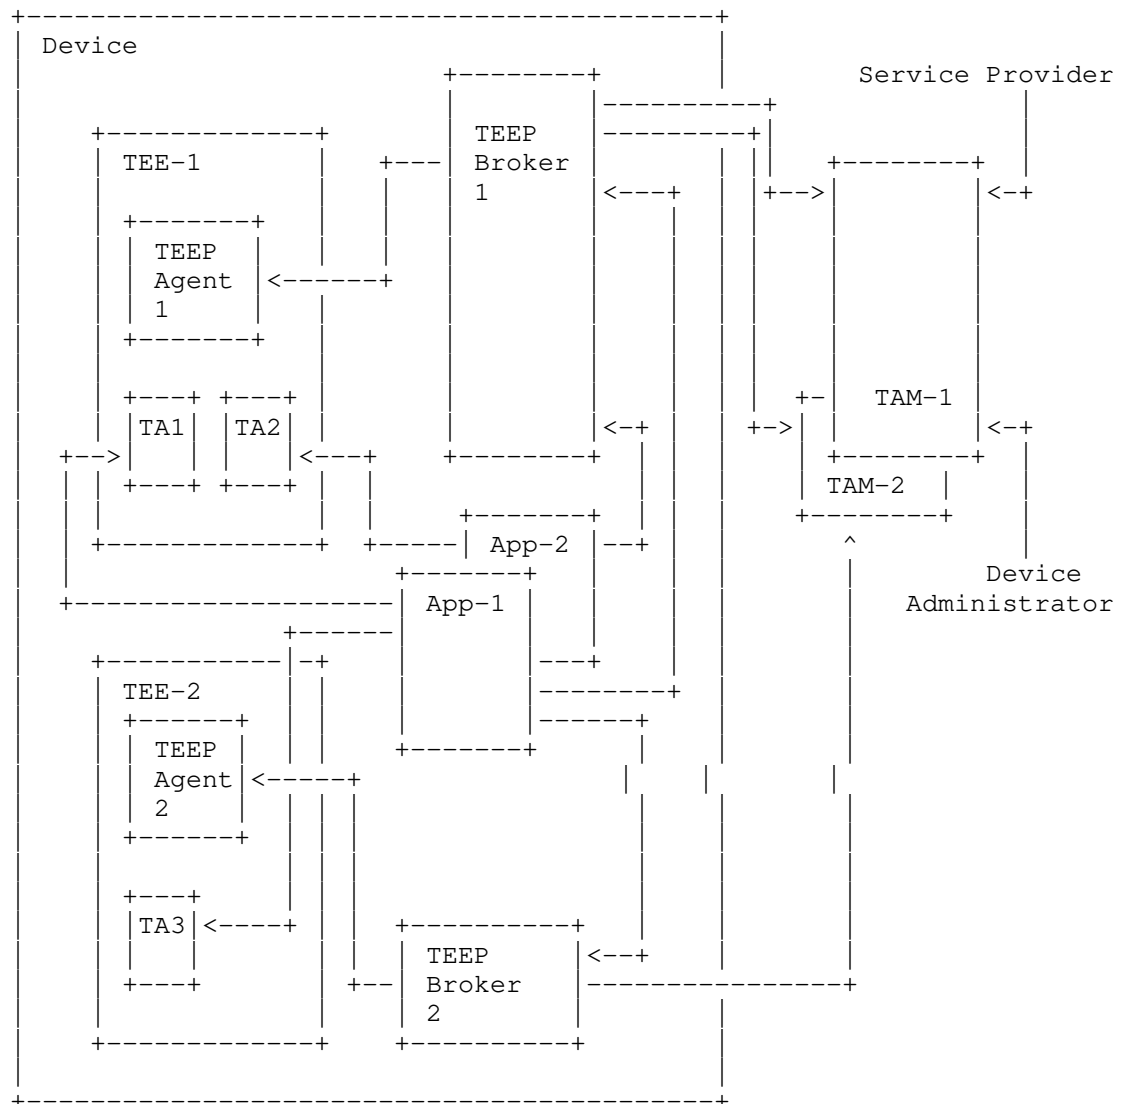 Device
Service Provider
TEEP
Broker
1
TEE-1
TEEP
Agent
1
TAM-1
TA1 TA2
TAM-2
App-2
Device
Administrator
App-1
TEE-2
TEEP
Agent
2
TA3
TEEP
Broker
2